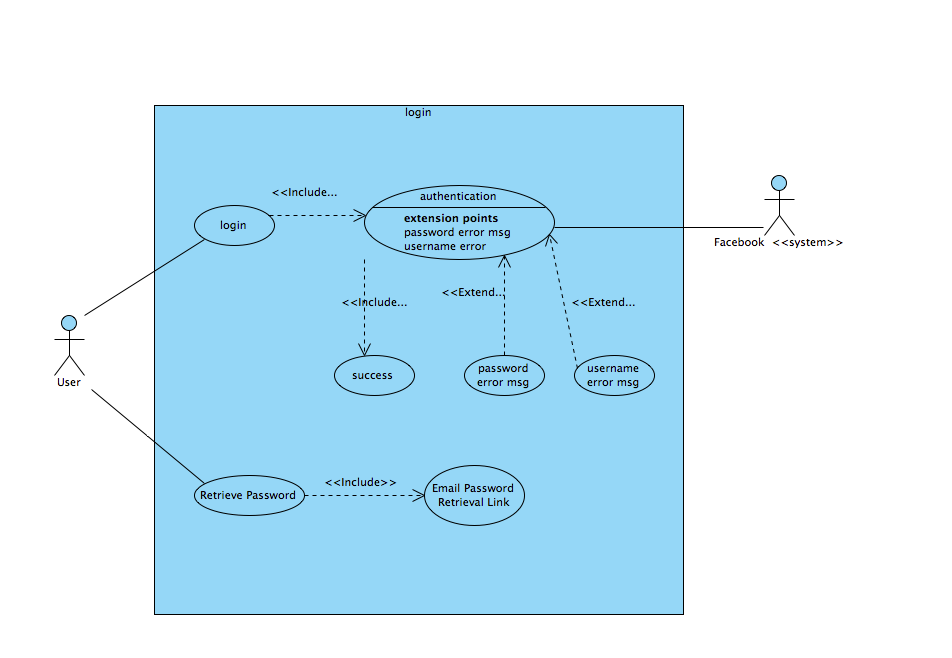 login
<<Include...
authentication
extension points
password error msg
username error
login
Facebook <<system>>
<<Include...
<<Extend...
<<Extend...
User
success
password
error msg
username
error msg
Retrieve Password
<<Include>>
Email Password
Retrieval Link